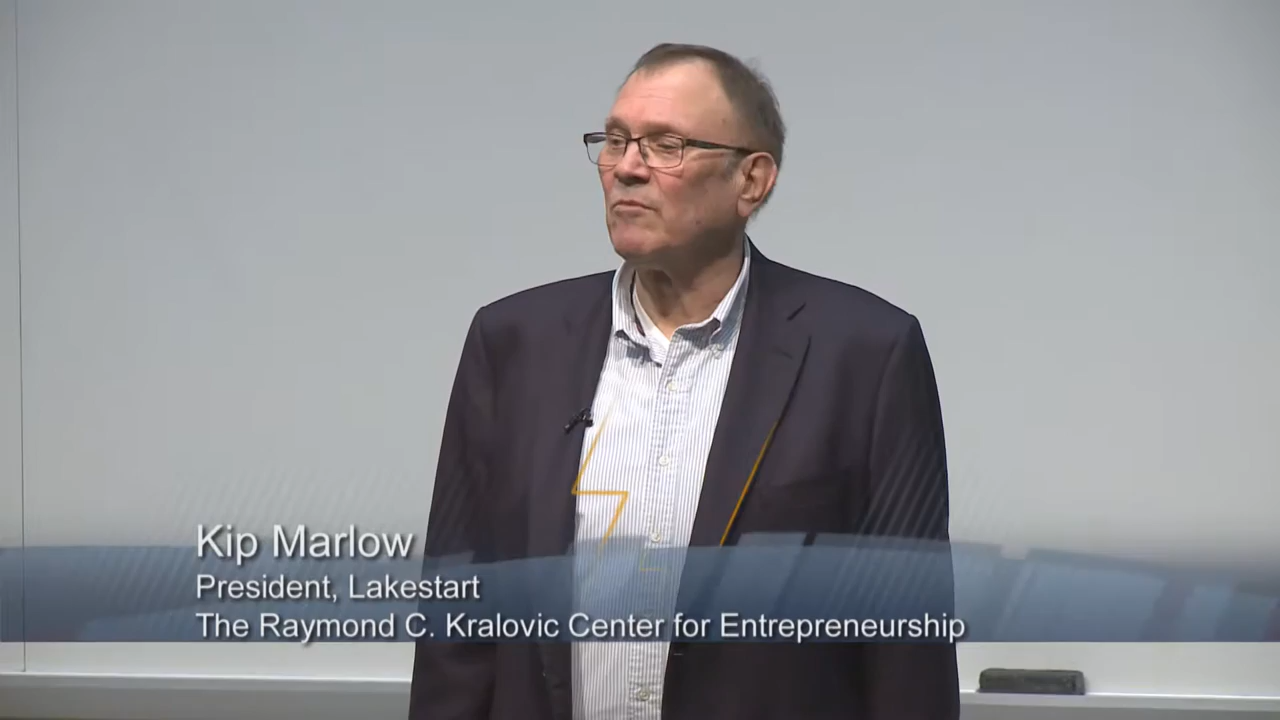 Kip Marlow
President, Lakestart
The Raymond C. Kralovic Center for Entrepreneurship